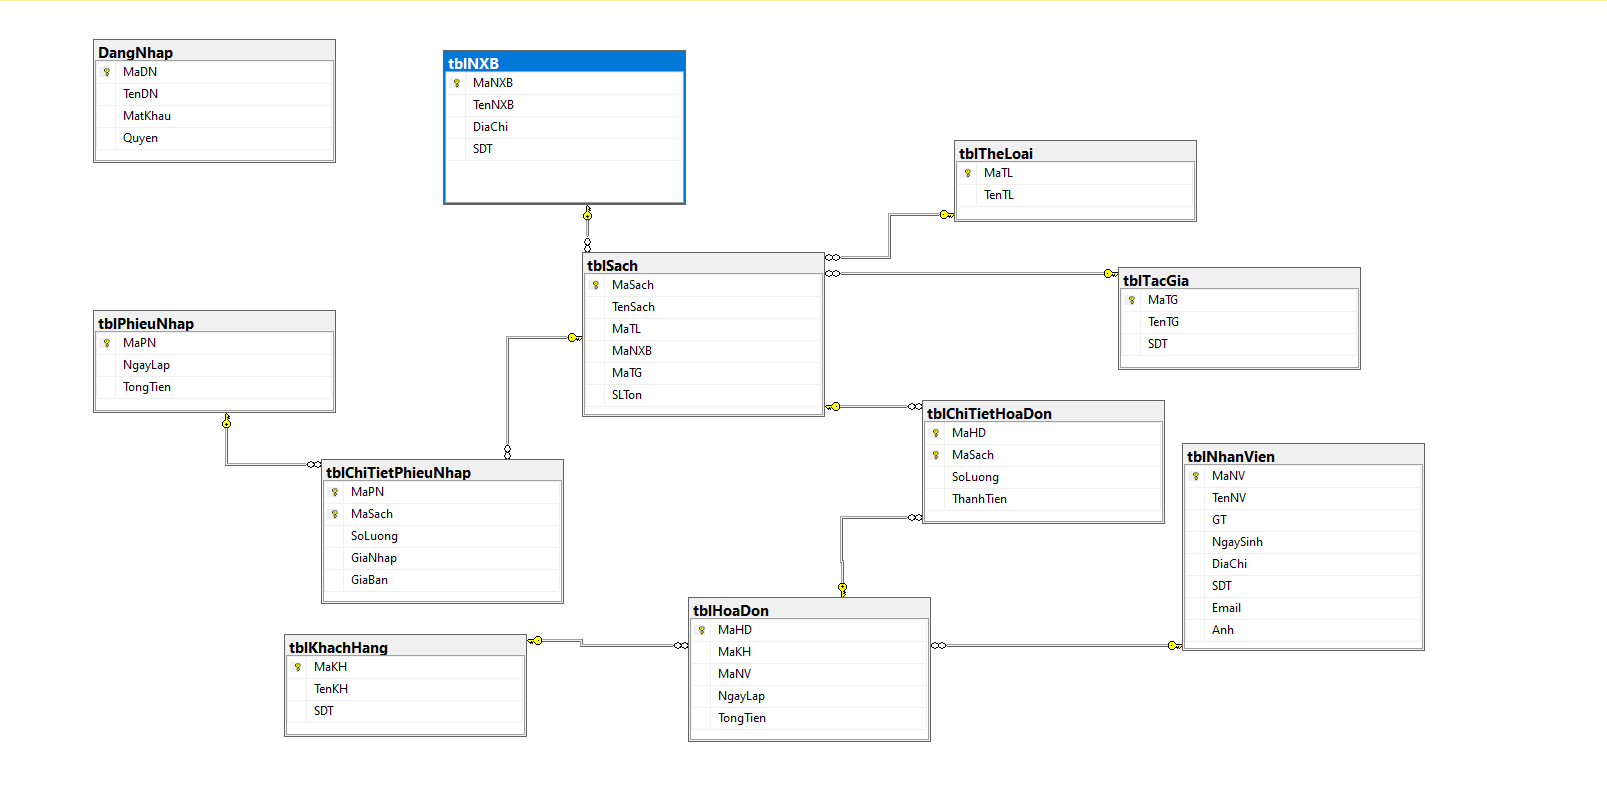 DangNhap
MaDN
TenDN
MatKhau
Quyen
tblNXB
MaNXB
TenNXB
DiaChi
SDT
tblTheLoai
MaTL
TenTL
tblSach
MaSach
TenSach
MaTL
MaNXB
MaTG
SLTon
tblTacGia
MaTG
TenTG
SDT
tblPhieuNhap
MaPN
NgayLap
TongTien
tblChiTietHoaDon
MaHD
MaSach
SoLuong
ThanhTien
tblNhanVien
MaNV
TenNV
GT
NgaySinh
DiaChi
SDT
Email
Anh
tblChiTietPhieuNhap
MaPN
MaSach
SoLuong
GiaNhap
GiaBan
tblHoaDon
MaHD
MaKH
MaNV
NgayLap
TongTien
tblKhachHang
MaKH
TenKH
SDT